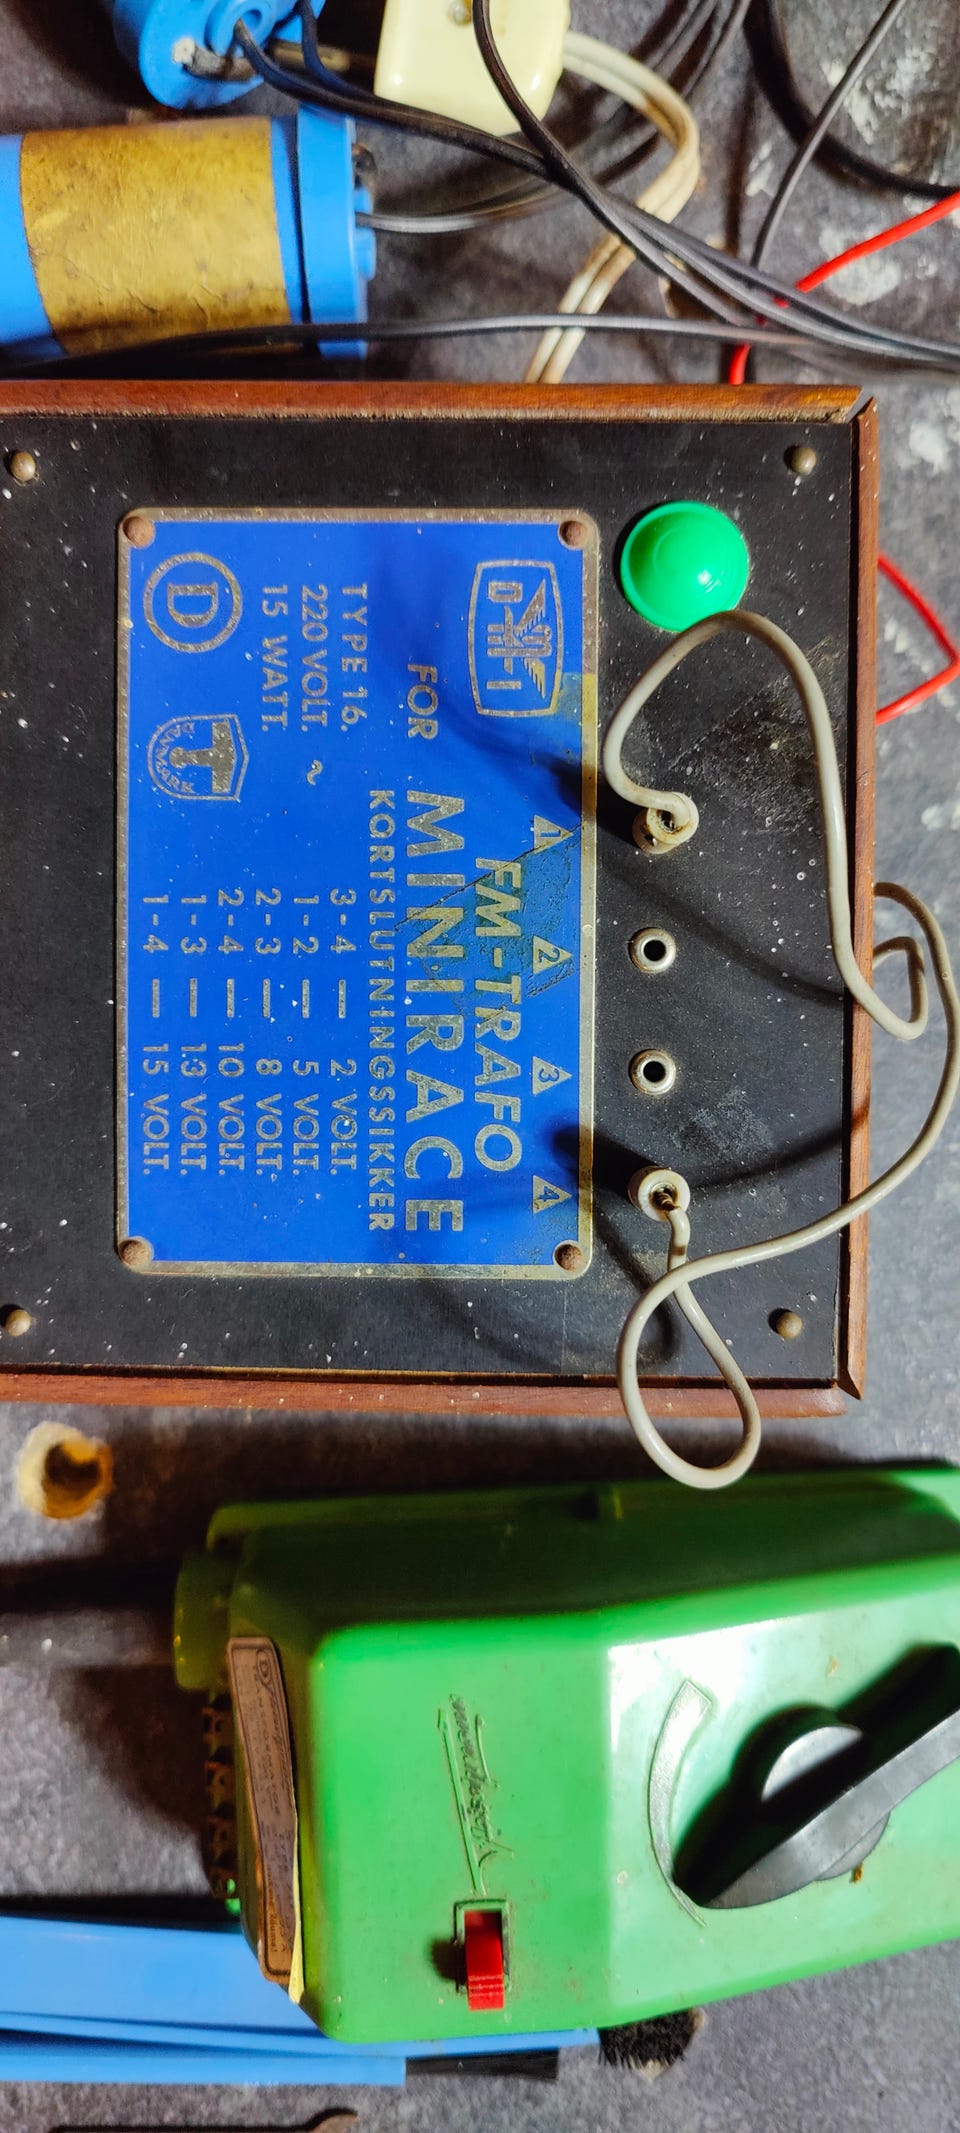 1 2 3 4
FM-TRAFO
FOR MINIRACE
KORTSLUTNINGSSIKKER
TYPE 16.
220 VOLT. ~
15 WATT.
3-4 — 2 VOLT.
1-2 — 5 VOLT.
2-3 — 8 VOLT.
2-4 — 10 VOLT.
1-3 — 13 VOLT.
1-4 — 15 VOLT.
D
DANMARK